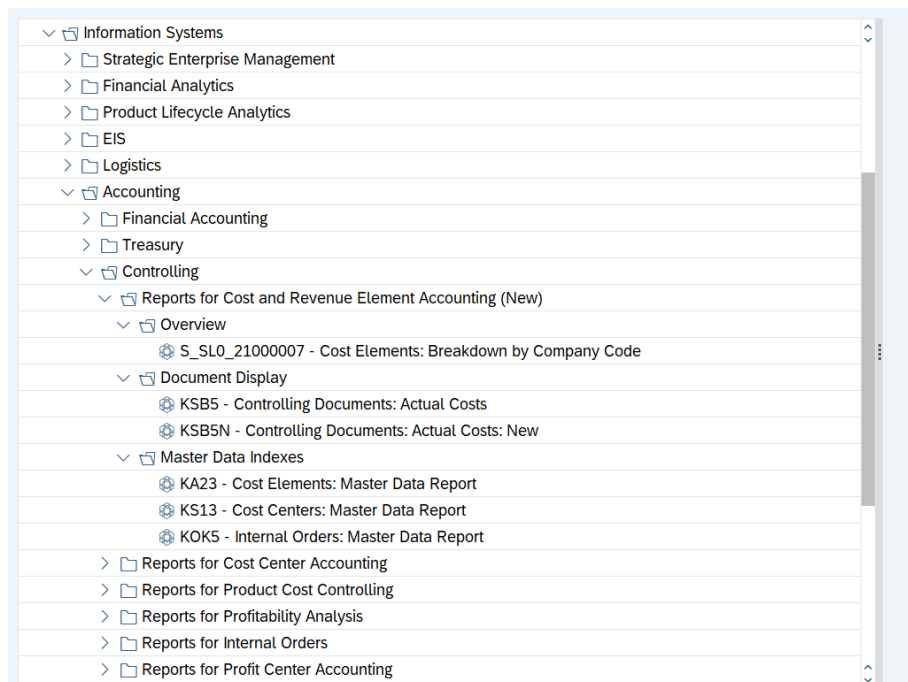 Information Systems
Strategic Enterprise Management
Financial Analytics
Product Lifecycle Analytics
EIS
Logistics
Accounting
Financial Accounting
Treasury
Controlling
Reports for Cost and Revenue Element Accounting (New)
Overview
S_SL0_21000007 - Cost Elements: Breakdown by Company Code
Document Display
KSB5 - Controlling Documents: Actual Costs
KSB5N - Controlling Documents: Actual Costs: New
Master Data Indexes
KA23 - Cost Elements: Master Data Report
KS13 - Cost Centers: Master Data Report
KOK5 - Internal Orders: Master Data Report
Reports for Cost Center Accounting
Reports for Product Cost Controlling
Reports for Profitability Analysis
Reports for Internal Orders
Reports for Profit Center Accounting